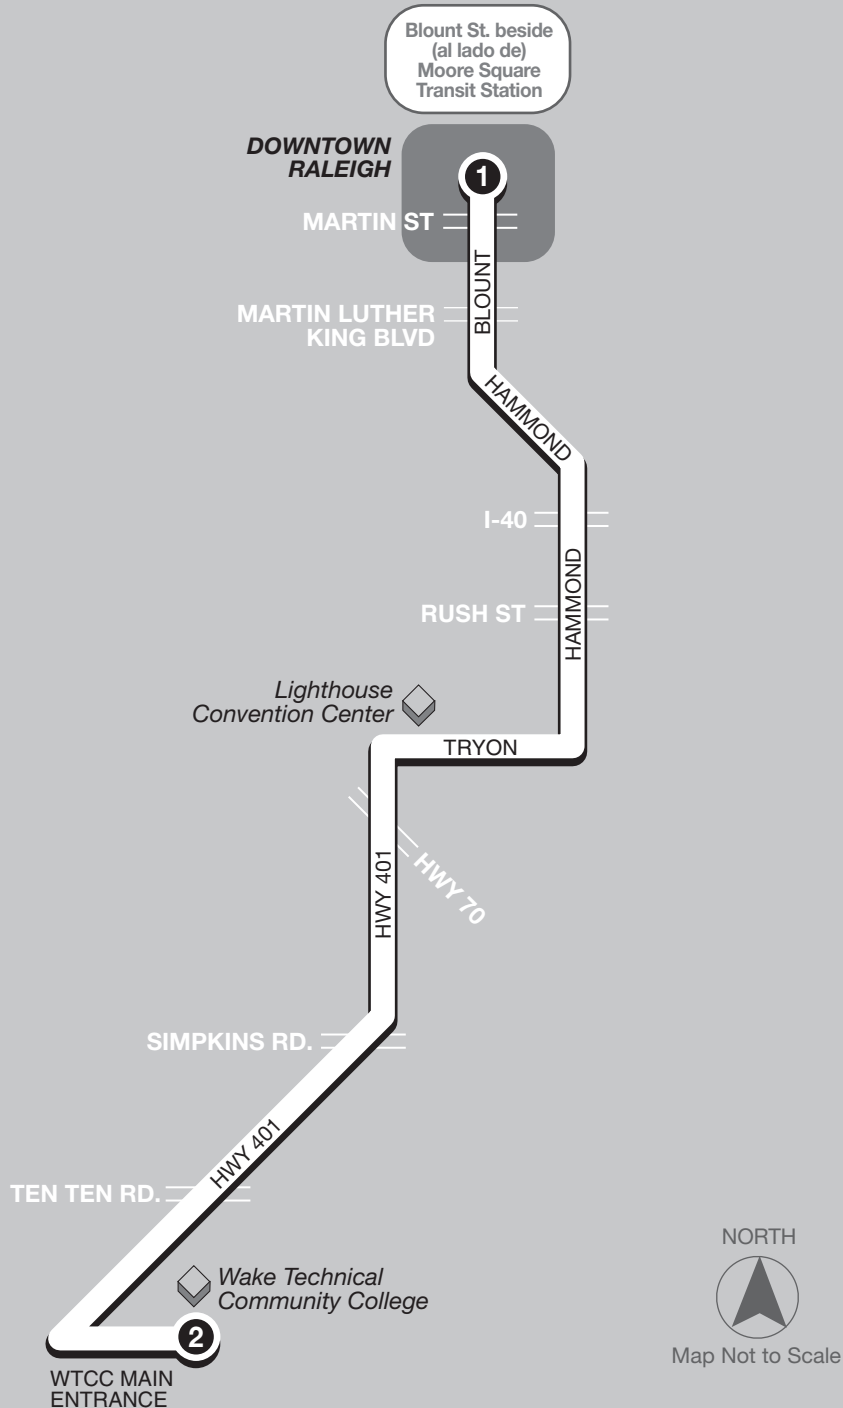 Blount St. beside
(al lado de)
Moore Square
Transit Station
DOWNTOWN
RALEIGH
1
MARTIN ST
BLOUNT
MARTIN LUTHER
KING BLVD
HAMMOND
I-40
HAMMOND
RUSH ST
Lighthouse
Convention Center
TRYON
HWY 401
HWY 70
SIMPKINS RD.
HWY 401
TEN TEN RD.
Wake Technical
Community College
2
WTCC MAIN
ENTRANCE
NORTH
Map Not to Scale